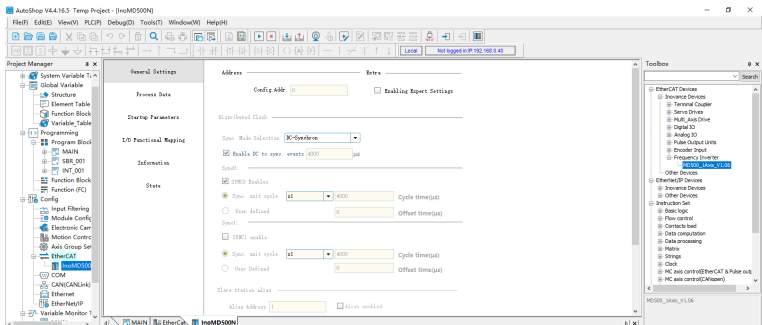 AutoShop V4.4.16.5 Temp Project - [InoMD500N]
File(F) Edit(E) View(V) PLC(P) Debug(D) Tools(T) Window(W) Help(H)
Local Not logged in:IP:192.168.0.40
Project Manager
System Variable Ta
Global Variable
Structure
Element Table
Function Block
Variable_Table
Programming
Program Block
MAIN
SBR_001
INT_001
Function Block
Function (FC)
Config
Input Filtering
Module Config
Electronic Cam
Motion Contro
Axis Group Set
EtherCAT
InoMD500
COM
CAN(CANLink)
Ethernet
EtherNet/IP
Variable Monitor T
General Settings
Process Data
Startup Parameters
I/O Functional Mapping
Information
State
Address Extra
Config Addr. 0 Enabling Expert Settings
Distributed Clock
Sync. Mode Selection DC-Synchron
Enable DC to sync. events 4000 μs
Sync0:
SYNC0 Enables
Sync. unit cycle x1 4000 Cycle time(μs)
User defined 0 Offset time(μs)
Sync1:
SYNC1 enable
Sync. unit cycle x1 4000 Cycle time(μs)
User Defined 0 Offset time(μs)
Slave station alias
Alias Address 1 Alias enabled
MAIN EtherCat InoMD500N
Toolbox
Search
EtherCAT Devices
Inovance Devices
Terminal Coupler
Servo Drives
Multi_Axis Drive
Digital IO
Analog IO
Pulse Output Units
Encoder Input
Frequency Inverter
MD500_1Axis_V1.06
Other Devices
EtherNet/IP Devices
Inovance Devices
Other Devices
Instruction Set
Basic logic
Flow control
Contacts load
Data computation
Data processing
Matrix
Strings
Clock
MC axis control(EtherCAT & Pulse outp
MC axis control(CANopen)
MD500_1Axis_V1.06